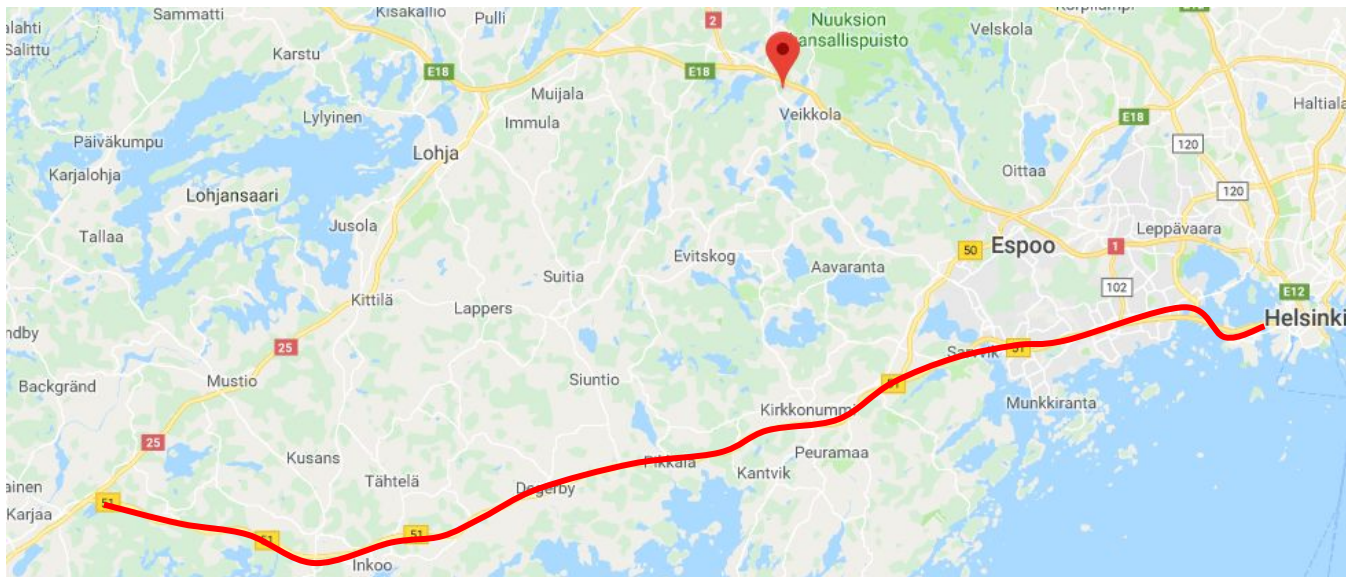 Sammatti
Kisakallio
Pulli
2
Nuuksion
kansallispuisto
Velskola
E12
Salittu
Karstu
E18
E18
Muijala
Immula
Lylyinen
Veikkola
Haltiala
E18
120
Päiväkumpu
Karjalohja
Lohja
Oittaa
Lohjansaari
120
Tallaa
Jusola
Leppävaara
Evitskog
50
Espoo
1
Suitia
Aavaranta
102
E12
Kittilä
Lappers
Helsinki
25
51
Backgränd
Mustio
Siuntio
51
Kirkkonummi
Munkkiranta
25
Kusans
Peuramaa
Tähtelä
Pikkala
Kantvik
Degerby
51
Karjaa
51
51
Inkoo